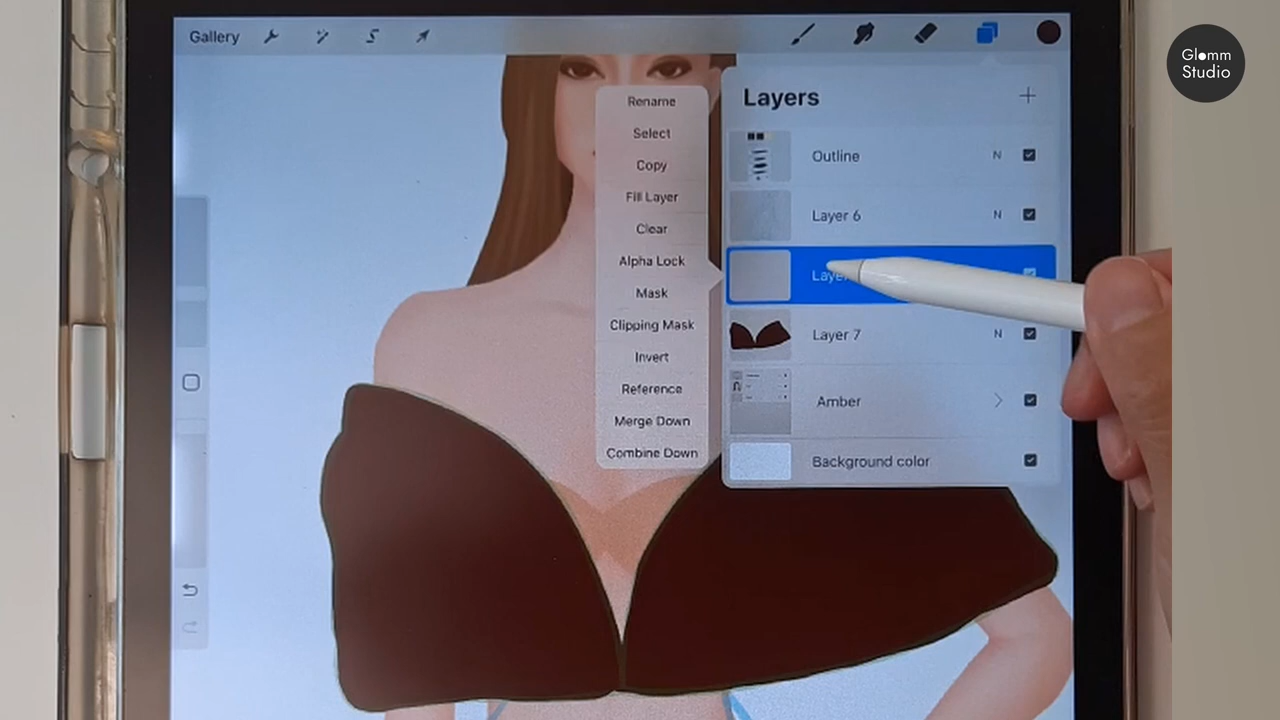 Gallery
Glomm
Studio
Layers
Rename
Select
Copy
Fill Layer
Clear
Alpha Lock
Mask
Clipping Mask
Invert
Reference
Merge Down
Combine Down
Outline N
Layer 6 N
Layer 7 N
Amber
Background color